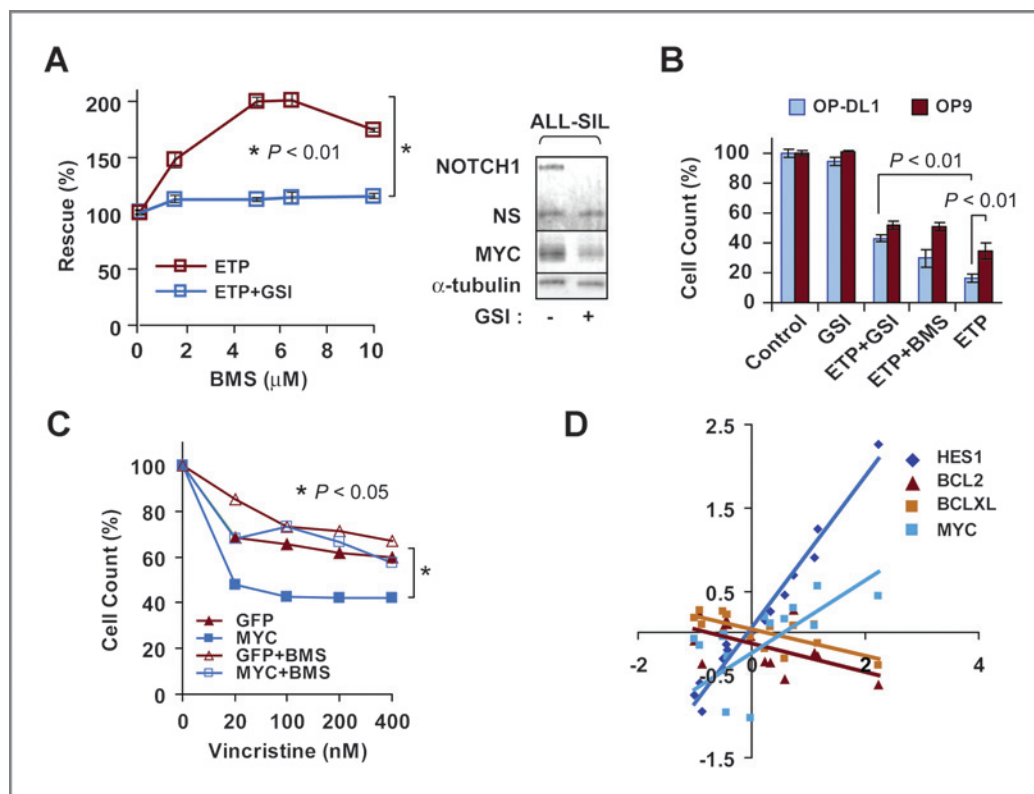 A
200
150
100
50
0
Rescue (%)
* P < 0.01
*
ETP
ETP+GSI
0 2 4 6 8 10
BMS (µM)
ALL-SIL
NOTCH1
NS
MYC
α-tubulin
GSI : - +
B
OP-DL1 OP9
100
80
60
40
20
0
Cell Count (%)
P < 0.01
P < 0.01
Control
GSI
ETP+GSI
ETP+BMS
ETP
C
100
80
60
40
20
0
Cell Count (%)
* P < 0.05
*
GFP
MYC
GFP+BMS
MYC+BMS
0 20 100 200 400
Vincristine (nM)
D
2.5
1.5
0.5
-0.5
-1.5
-2 0 2 4
HES1
BCL2
BCLXL
MYC